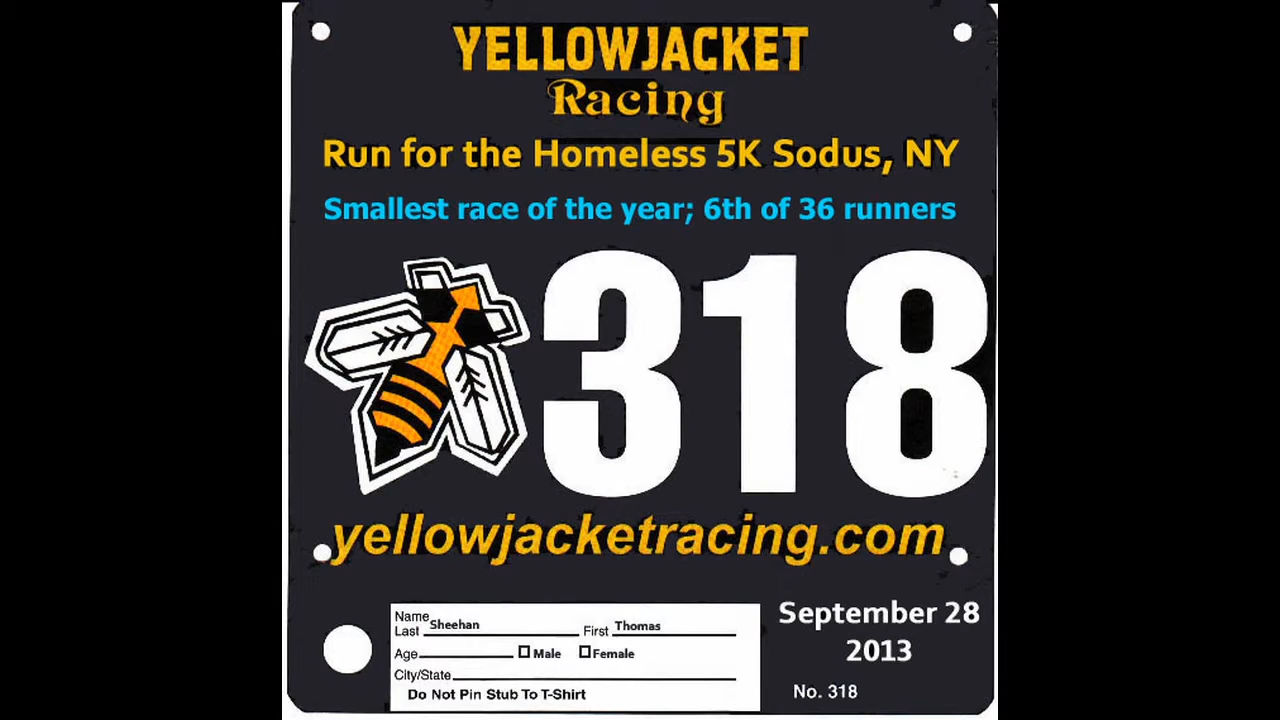 YELLOWJACKET
Racing
Run for the Homeless 5K Sodus, NY
Smallest race of the year; 6th of 36 runners
318
yellowjacketracing.com
Name
Last Sheehan First Thomas
Age Male Female
City/State
Do Not Pin Stub To T-Shirt
September 28
2013
No. 318